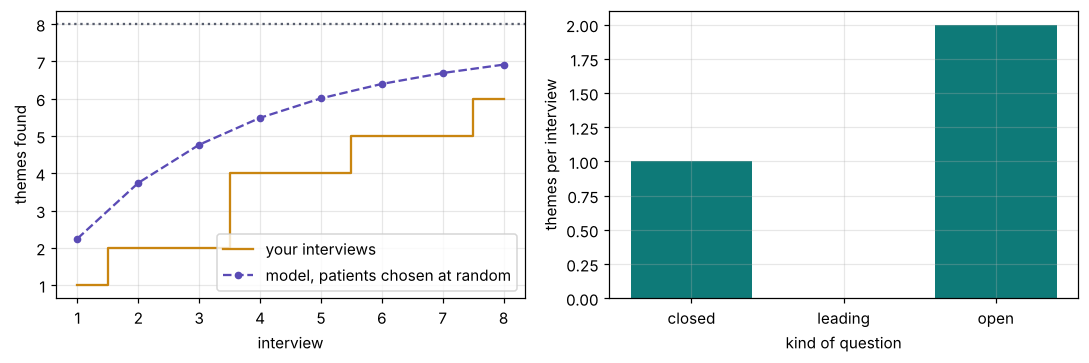 themes found
8
7
6
5
4
3
2
1
your interviews
model, patients chosen at random
1 2 3 4 5 6 7 8
interview
themes per interview
2.00
1.75
1.50
1.25
1.00
0.75
0.50
0.25
0.00
closed leading open
kind of question